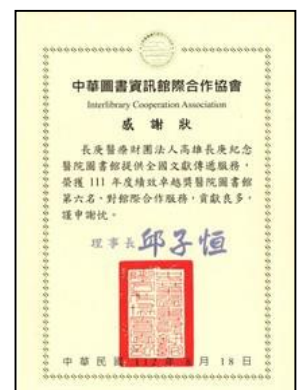 中華圖書資訊館際合作協會
Interlibrary Cooperation Association
感謝狀
長庚醫療財團法人高雄長庚紀念
醫院圖書館提供全國文獻傳遞服務，
榮獲 111 年度績效卓越獎醫院圖書館
第六名，對館際合作服務，貢獻良多，
謹申謝忱。
理事長 邱子恒
中華民國 112 年 月 18 日